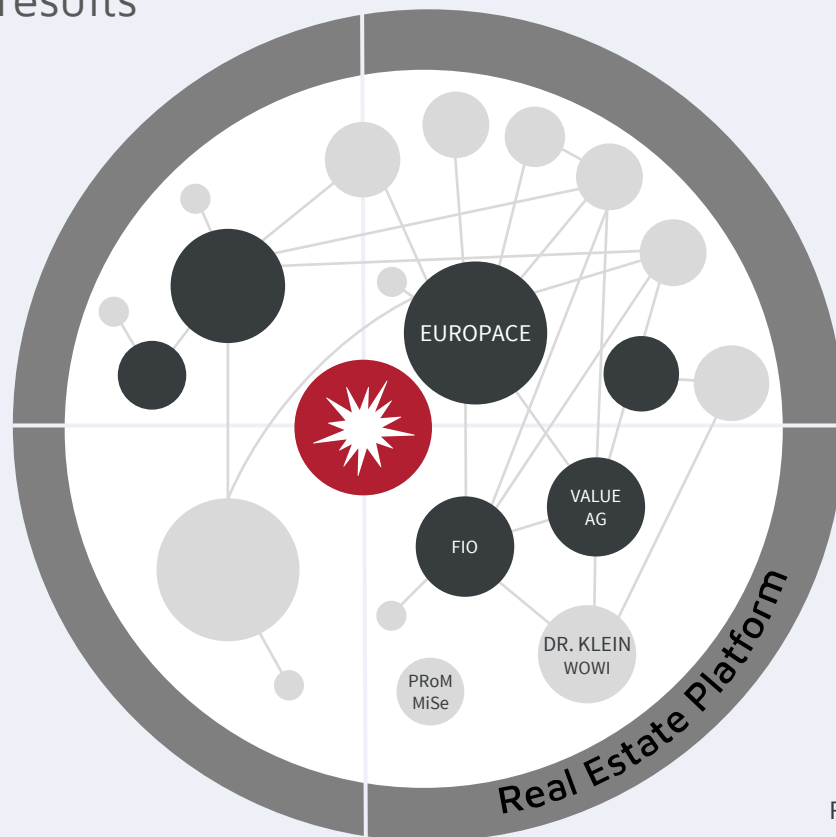 results
EUROPACE
VALUE
AG
FIO
DR. KLEIN
WOWI
PRoM
MiSe
Real Estate Platform